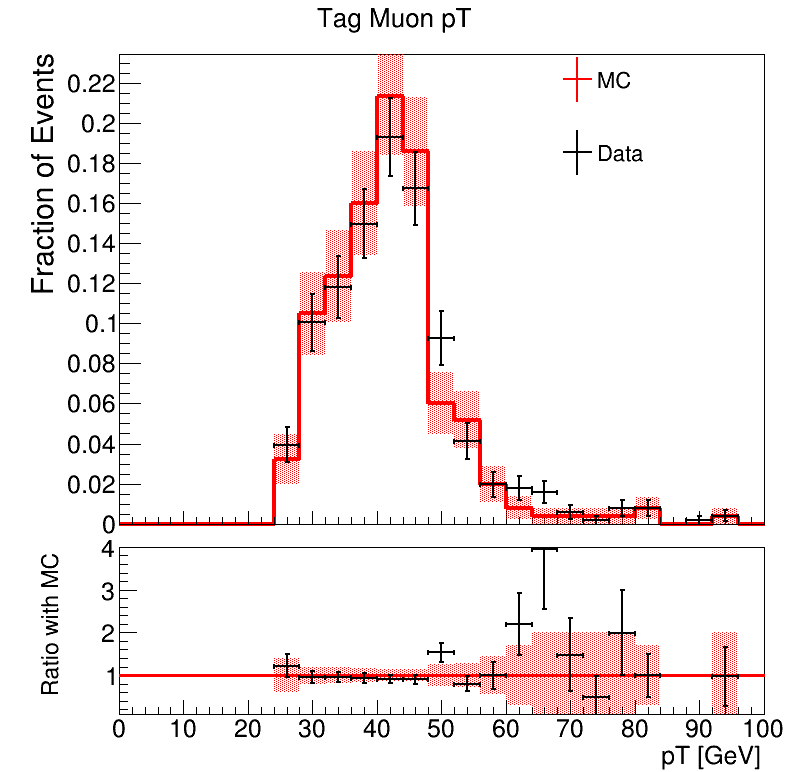 Tag Muon pT
Fraction of Events
0.22
0.2
0.18
0.16
0.14
0.12
0.1
0.08
0.06
0.04
0.02
0
MC
Data
Ratio with MC
4
3
2
1
0 10 20 30 40 50 60 70 80 90 100
pT [GeV]